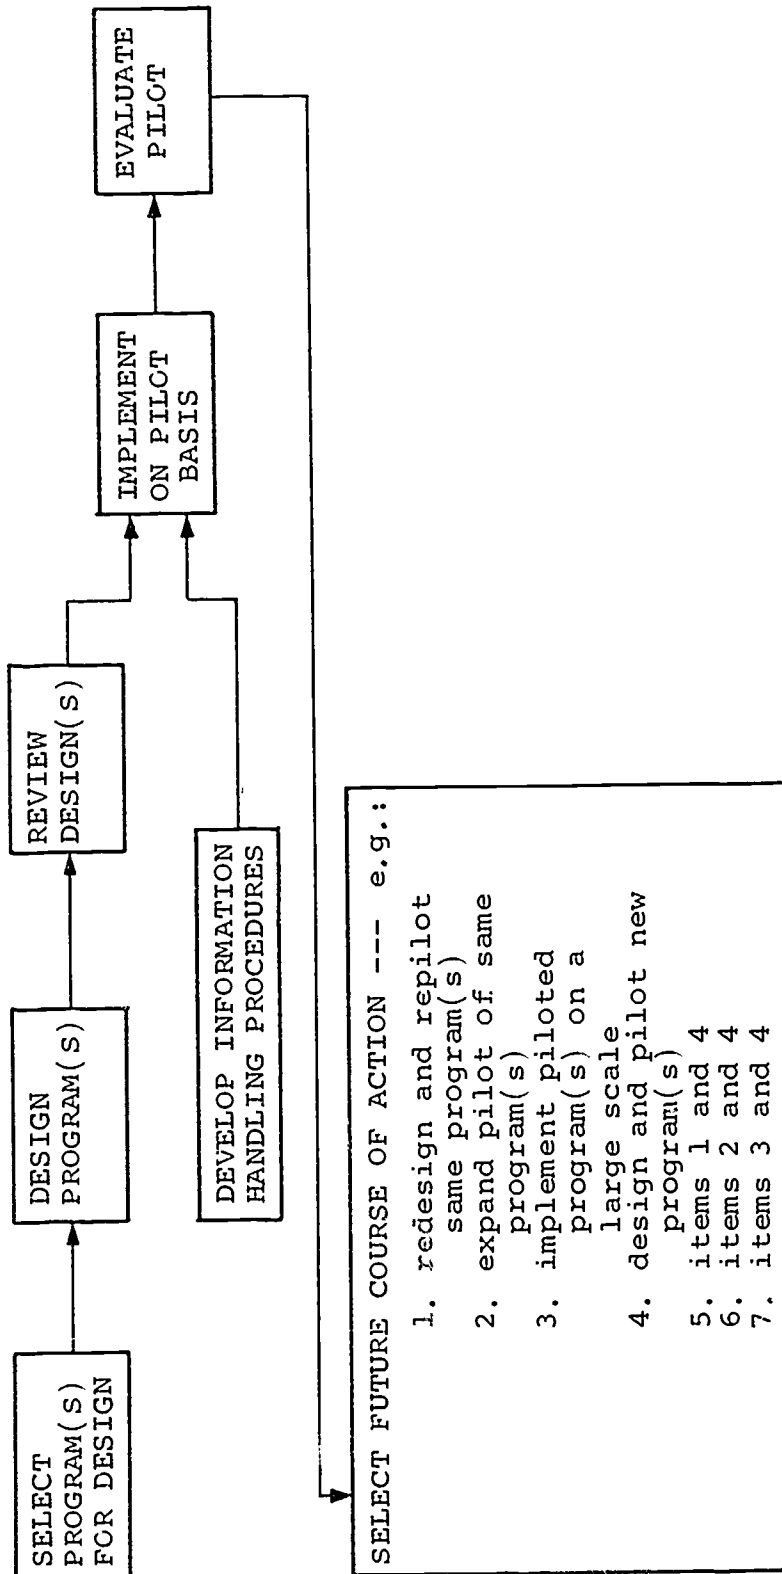 SELECT
PROGRAM(S)
FOR DESIGN
DESIGN
PROGRAM(S)
REVIEW
DESIGN(S)
DEVELOP INFORMATION
HANDLING PROCEDURES
IMPLEMENT
ON PILOT
BASIS
EVALUATE
PILOT
SELECT FUTURE COURSE OF ACTION --- e.g.:
1. redesign and repilot
same program(s)
2. expand pilot of same
program(s)
3. implement piloted
program(s) on a
large scale
4. design and pilot new
program(s)
5. items 1 and 4
6. items 2 and 4
7. items 3 and 4